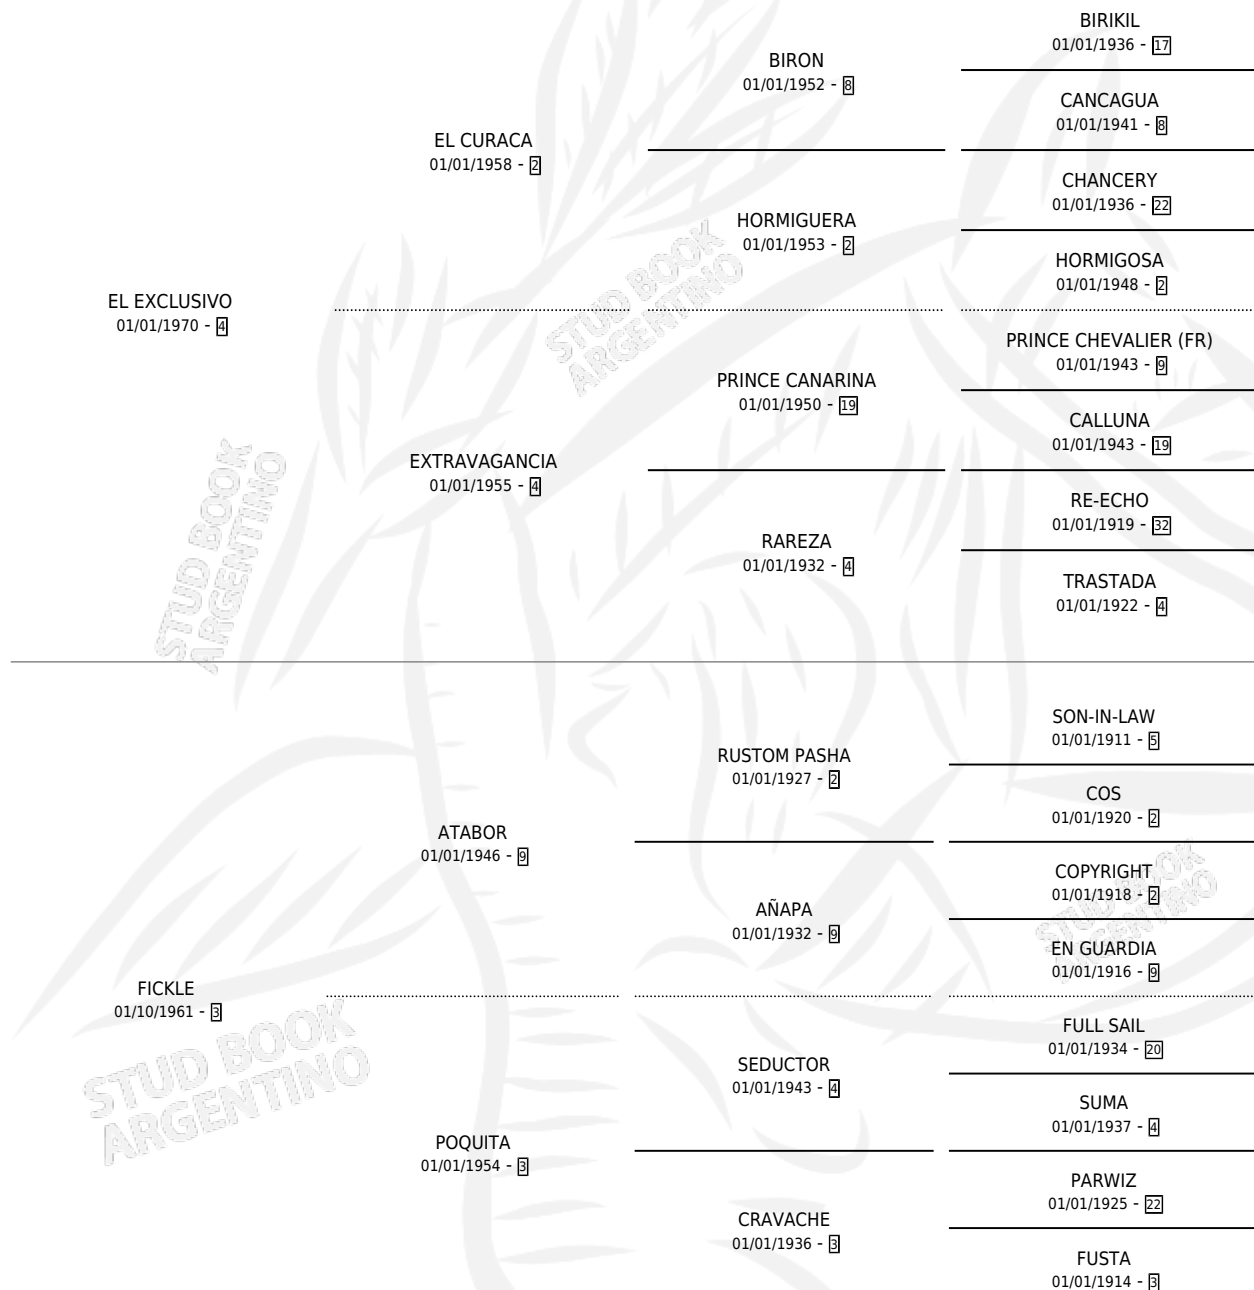 BIRIKIL
01/01/1936 - 17
BIRON
01/01/1952 - 8
CANCAGUA
01/01/1941 - 8
EL CURACA
01/01/1958 - 2
CHANCERY
01/01/1936 - 22
HORMIGUERA
01/01/1953 - 2
HORMIGOSA
01/01/1948 - 2
EL EXCLUSIVO
01/01/1970 - 4
PRINCE CHEVALIER (FR)
01/01/1943 - 9
PRINCE CANARINA
01/01/1950 - 19
CALLUNA
01/01/1943 - 19
EXTRAVAGANCIA
01/01/1955 - 4
RE-ECHO
01/01/1919 - 32
RAREZA
01/01/1932 - 4
TRASTADA
01/01/1922 - 4
SON-IN-LAW
01/01/1911 - 5
RUSTOM PASHA
01/01/1927 - 2
COS
01/01/1920 - 2
ATABOR
01/01/1946 - 9
COPYRIGHT
01/01/1918 - 2
AÑAPA
01/01/1932 - 9
EN GUARDIA
01/01/1916 - 9
FICKLE
01/10/1961 - 3
FULL SAIL
01/01/1934 - 20
SEDUCTOR
01/01/1943 - 4
SUMA
01/01/1937 - 4
POQUITA
01/01/1954 - 3
PARWIZ
01/01/1925 - 22
CRAVACHE
01/01/1936 - 3
FUSTA
01/01/1914 - 3
STUD BOOK
ARGENTINO
STUD BOOK
ARGENTINO
STUD BOOK
ARGENTINO
STUD BOOK
ARGENTINO